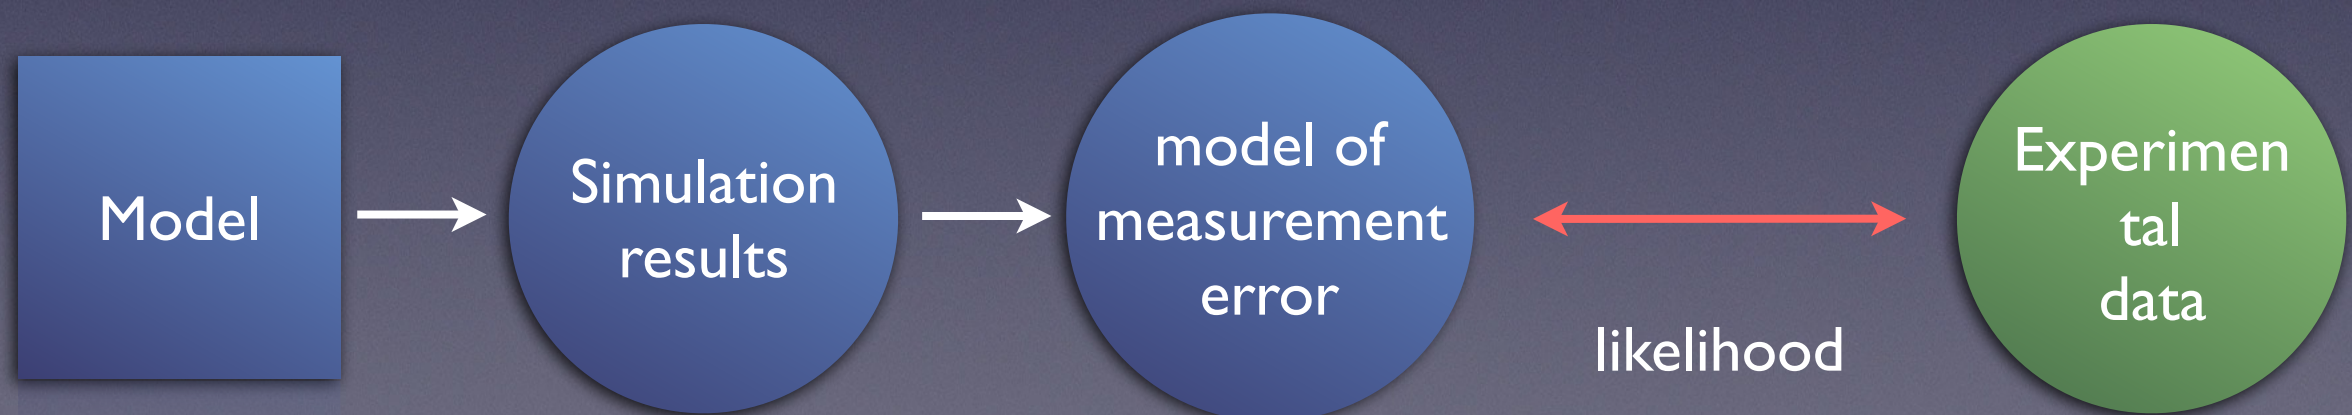 Model
Simulation
results
model of
measurement
error
likelihood
Experimen
tal
data